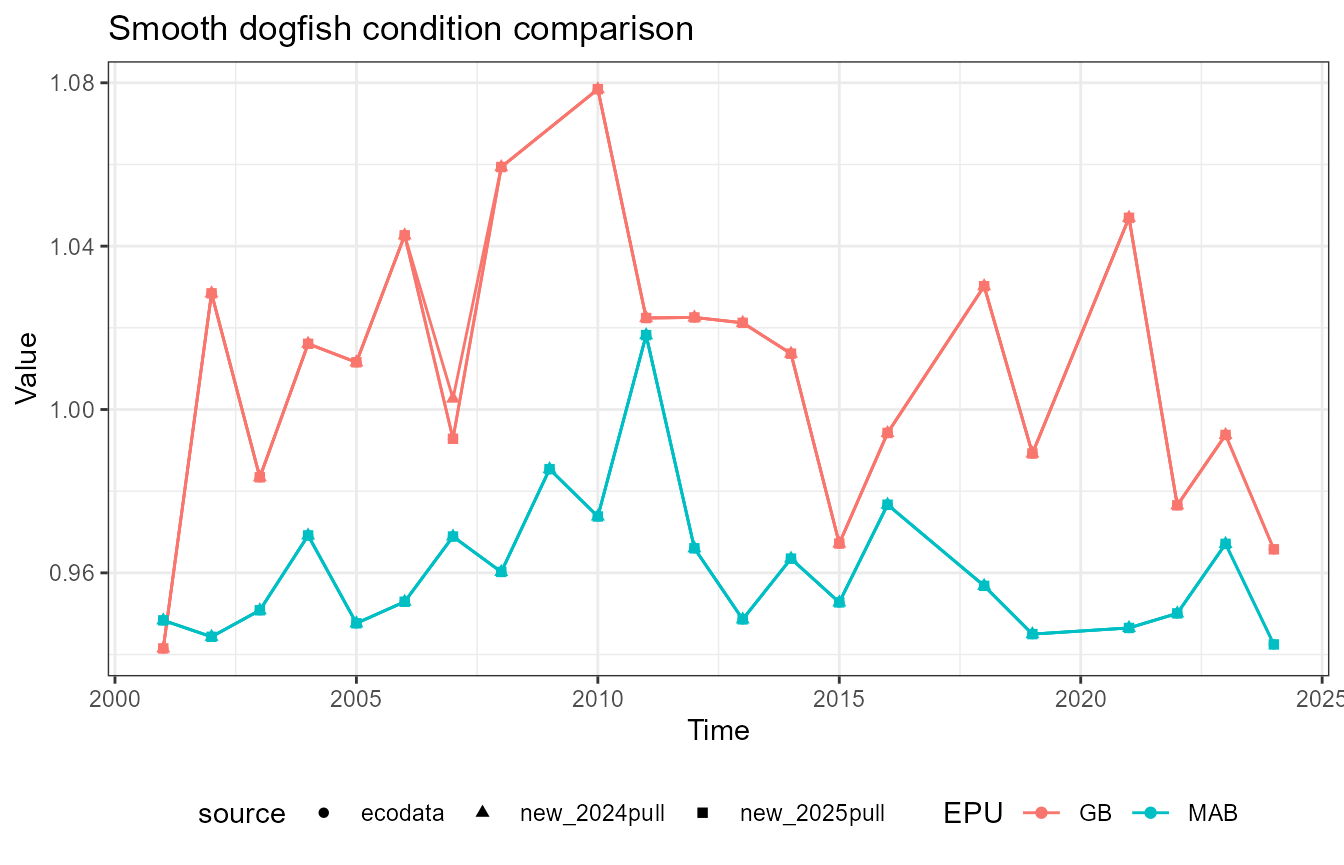 Smooth dogfish condition comparison
1.08
1.04
1.00
0.96
Value
2000 2005 2010 2015 2020 2025
Time
source ecodata new_2024pull new_2025pull EPU GB MAB